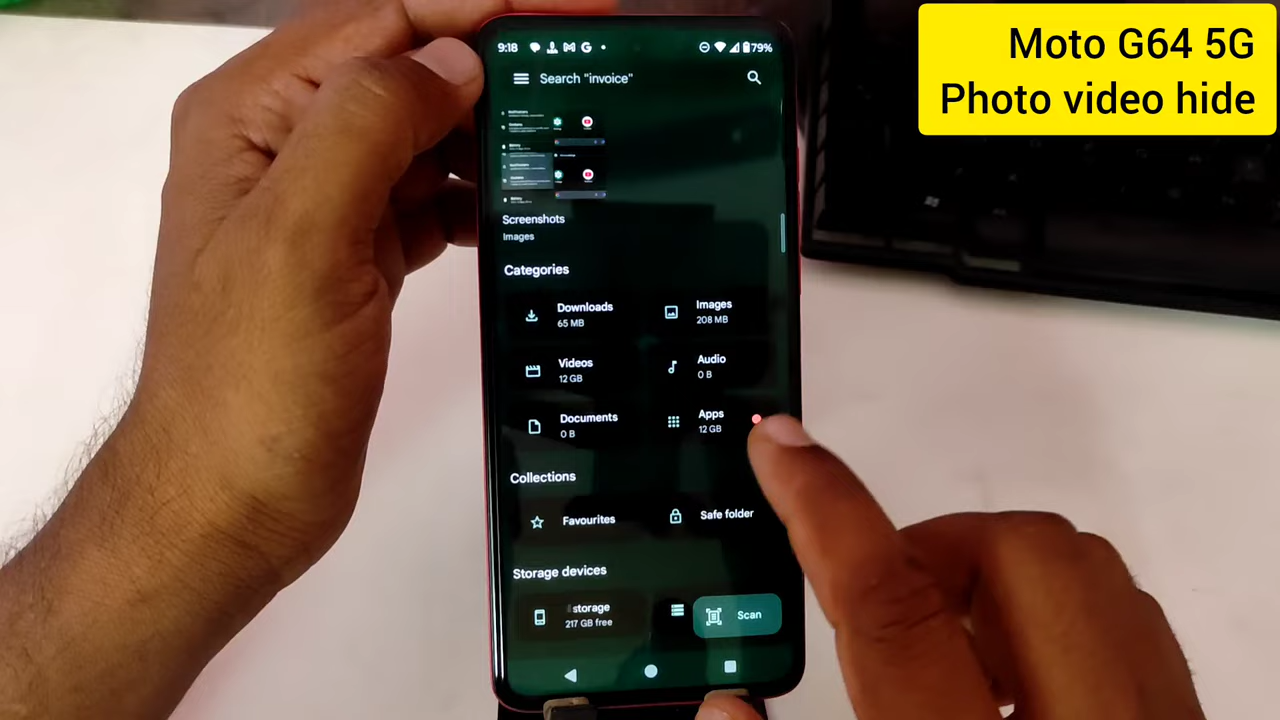 Moto G64 5G
Photo video hide
9:18
79%
Search "invoice"
Screenshots
Images
Categories
Downloads
65 MB
Images
208 MB
Videos
12 GB
Audio
0 B
Documents
0 B
Apps
12 GB
Collections
Favourites
Safe folder
Storage devices
storage
217 GB free
Scan